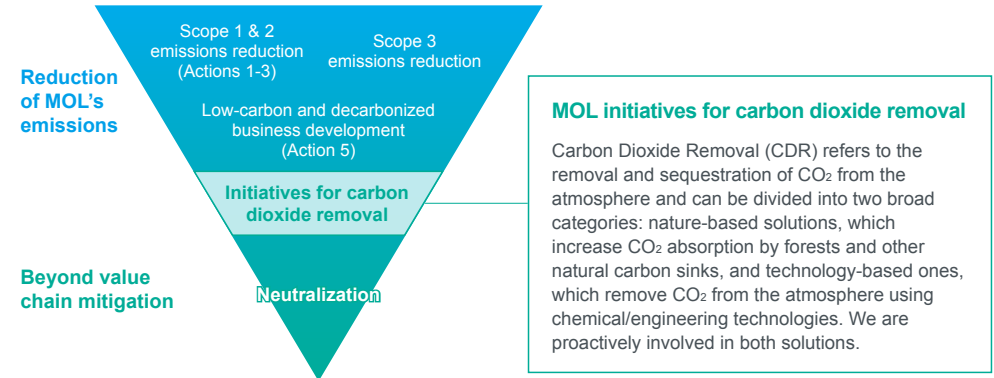 Scope 1 & 2
emissions reduction
(Actions 1-3)
Scope 3
emissions reduction
Reduction
of MOL's
emissions
Low-carbon and decarbonized
business development
(Action 5)
Initiatives for carbon
dioxide removal
Beyond value
chain mitigation
Neutralization
MOL initiatives for carbon dioxide removal
Carbon Dioxide Removal (CDR) refers to the
removal and sequestration of CO₂ from the
atmosphere and can be divided into two broad
categories: nature-based solutions, which
increase CO₂ absorption by forests and other
natural carbon sinks, and technology-based ones,
which remove CO₂ from the atmosphere using
chemical/engineering technologies. We are
proactively involved in both solutions.